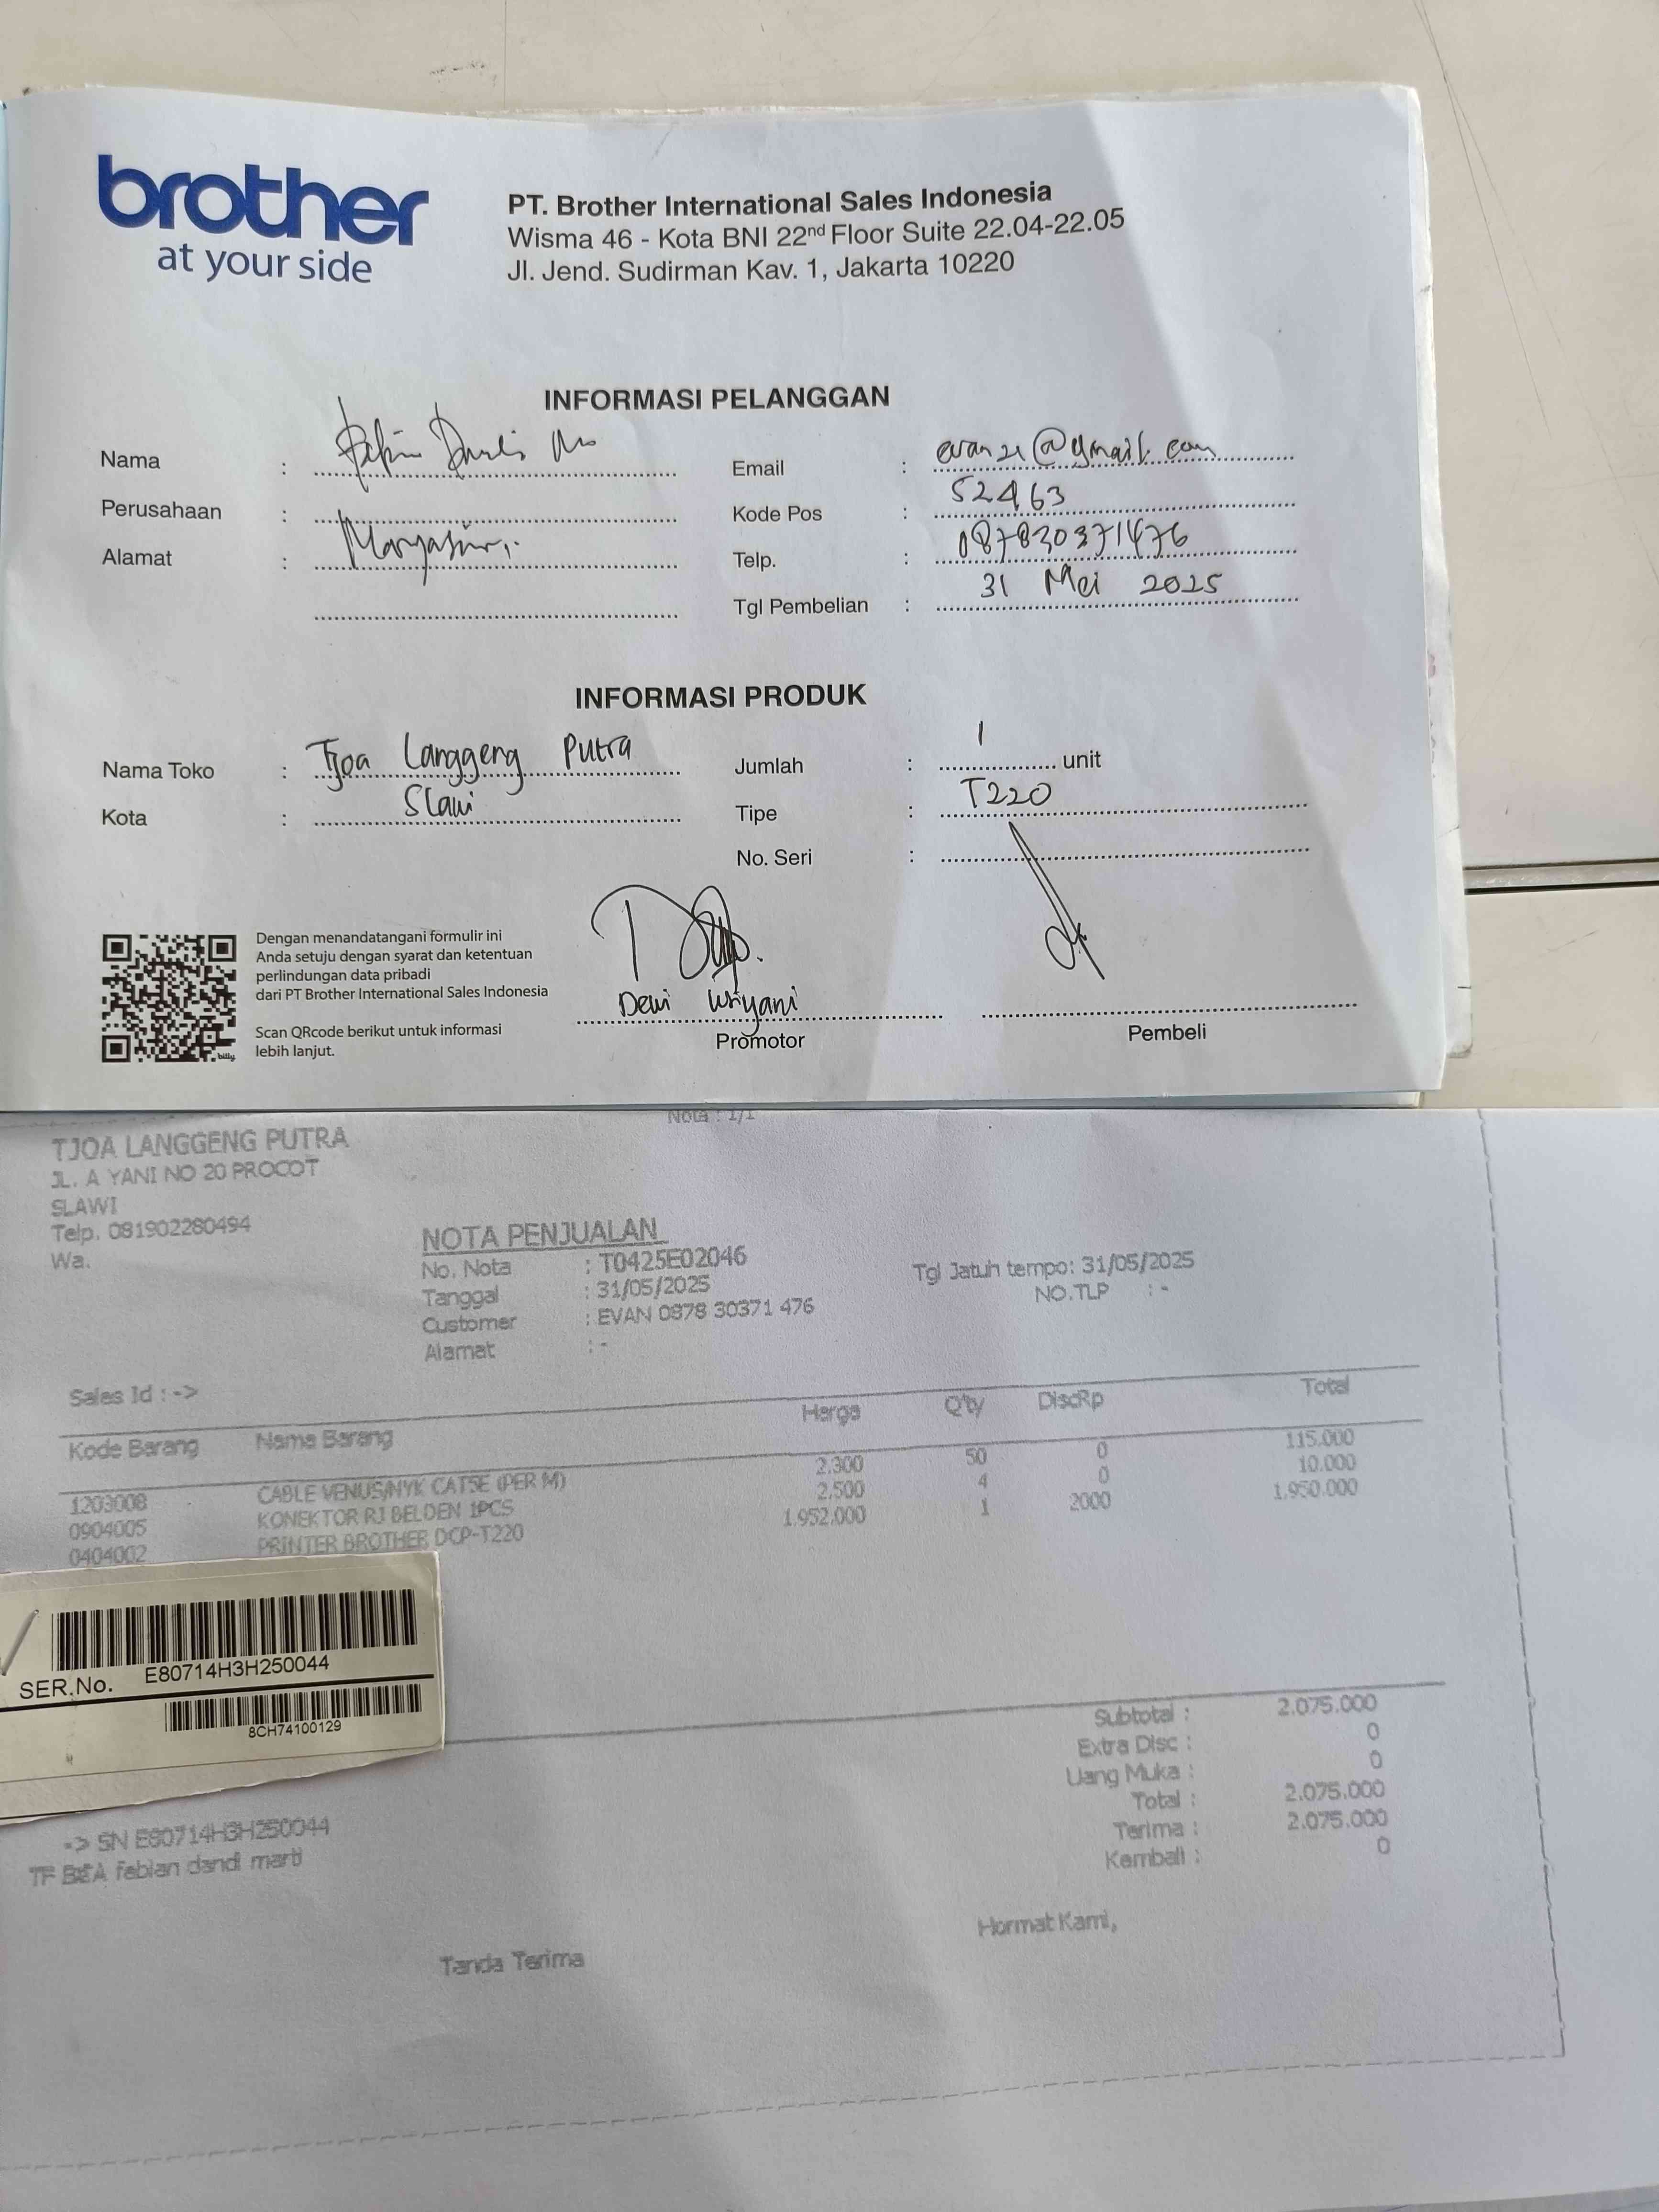 brother
at your side
PT. Brother International Sales Indonesia
Wisma 46 - Kota BNI 22nd Floor Suite 22.04-22.05
Jl. Jend. Sudirman Kav. 1, Jakarta 10220
INFORMASI PELANGGAN
Nama :
Perusahaan :
Alamat :
Email :
Kode Pos : 52463
Telp. : 087830371476
Tgl Pembelian : 31 Mei 2025
INFORMASI PRODUK
Nama Toko : Tjoa Langgeng Putra
Kota : Slawi
Jumlah : 1 unit
Tipe : T220
No. Seri :
Dengan menandatangani formulir ini
Anda setuju dengan syarat dan ketentuan
perlindungan data pribadi
dari PT Brother International Sales Indonesia
Scan QRcode berikut untuk informasi
lebih lanjut.
billy
Dewi
Promotor
Pembeli
Nota : 1/1
TJOA LANGGENG PUTRA
JL. A YANI NO 20 PROCOT
SLAWI
Telp. 081902280494
Wa.
NOTA PENJUALAN
No. Nota : T0425E02046
Tanggal : 31/05/2025
Customer : EVAN 0878 30371 476
Alamat : -
Tgl Jatuh tempo: 31/05/2025
NO.TLP : -
Sales Id : ->
Kode Barang Nama Barang Harga Q'ty DiscRp Total
1203008 CABLE VENUS/NYK CAT5E (PER M) 2.300 50 0 115.000
0904005 KONEKTOR RJ BELDEN 1PCS 2.500 4 0 10.000
0404002 PRINTER BROTHER DCP-T220 1.952.000 1 2000 1.950.000
SER.No. E80714H3H250044
8CH74100129
Subtotal : 2.075.000
Extra Disc : 0
Uang Muka : 0
Total : 2.075.000
Terima : 2.075.000
Kembali : 0
-> SN E80714H3H250044
TF BCA febian dandi marti
Hormat Kami,
Tanda Terima